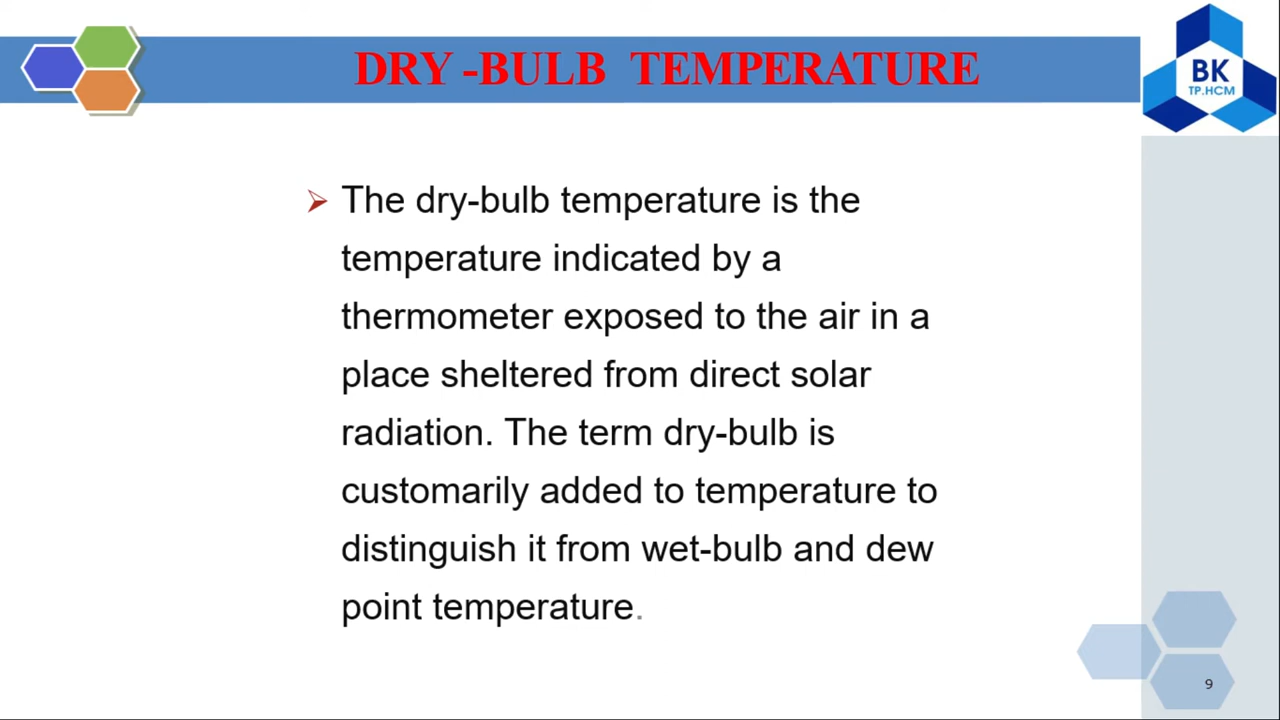 DRY -BULB TEMPERATURE
BK
TP.HCM
The dry-bulb temperature is the
temperature indicated by a
thermometer exposed to the air in a
place sheltered from direct solar
radiation. The term dry-bulb is
customarily added to temperature to
distinguish it from wet-bulb and dew
point temperature.
9